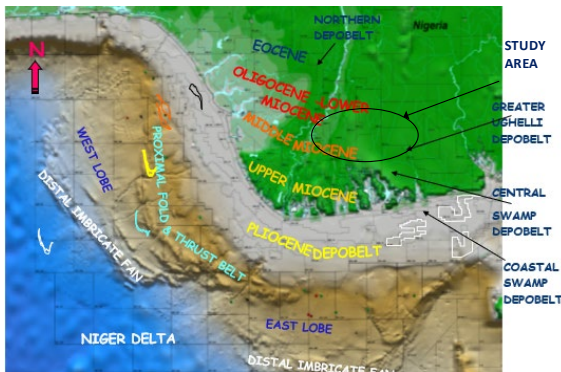 NORTHERN
DEPOBELT
Nigeria
EOCENE
STUDY
AREA
N
OLIGOCENE -LOWER
MIOCENE
MIDDLE MIOCENE
GREATER
UGHELLI
DEPOBELT
WEST LOBE
PROXIMAL FOLD & THRUST BELT
UPPER MIOCENE
CENTRAL
SWAMP
DEPOBELT
DISTAL IMBRICATE FAN
PLIOCENE DEPOBELT
COASTAL
SWAMP
DEPOBELT
EAST LOBE
NIGER DELTA
DISTAL IMBRICATE FAN